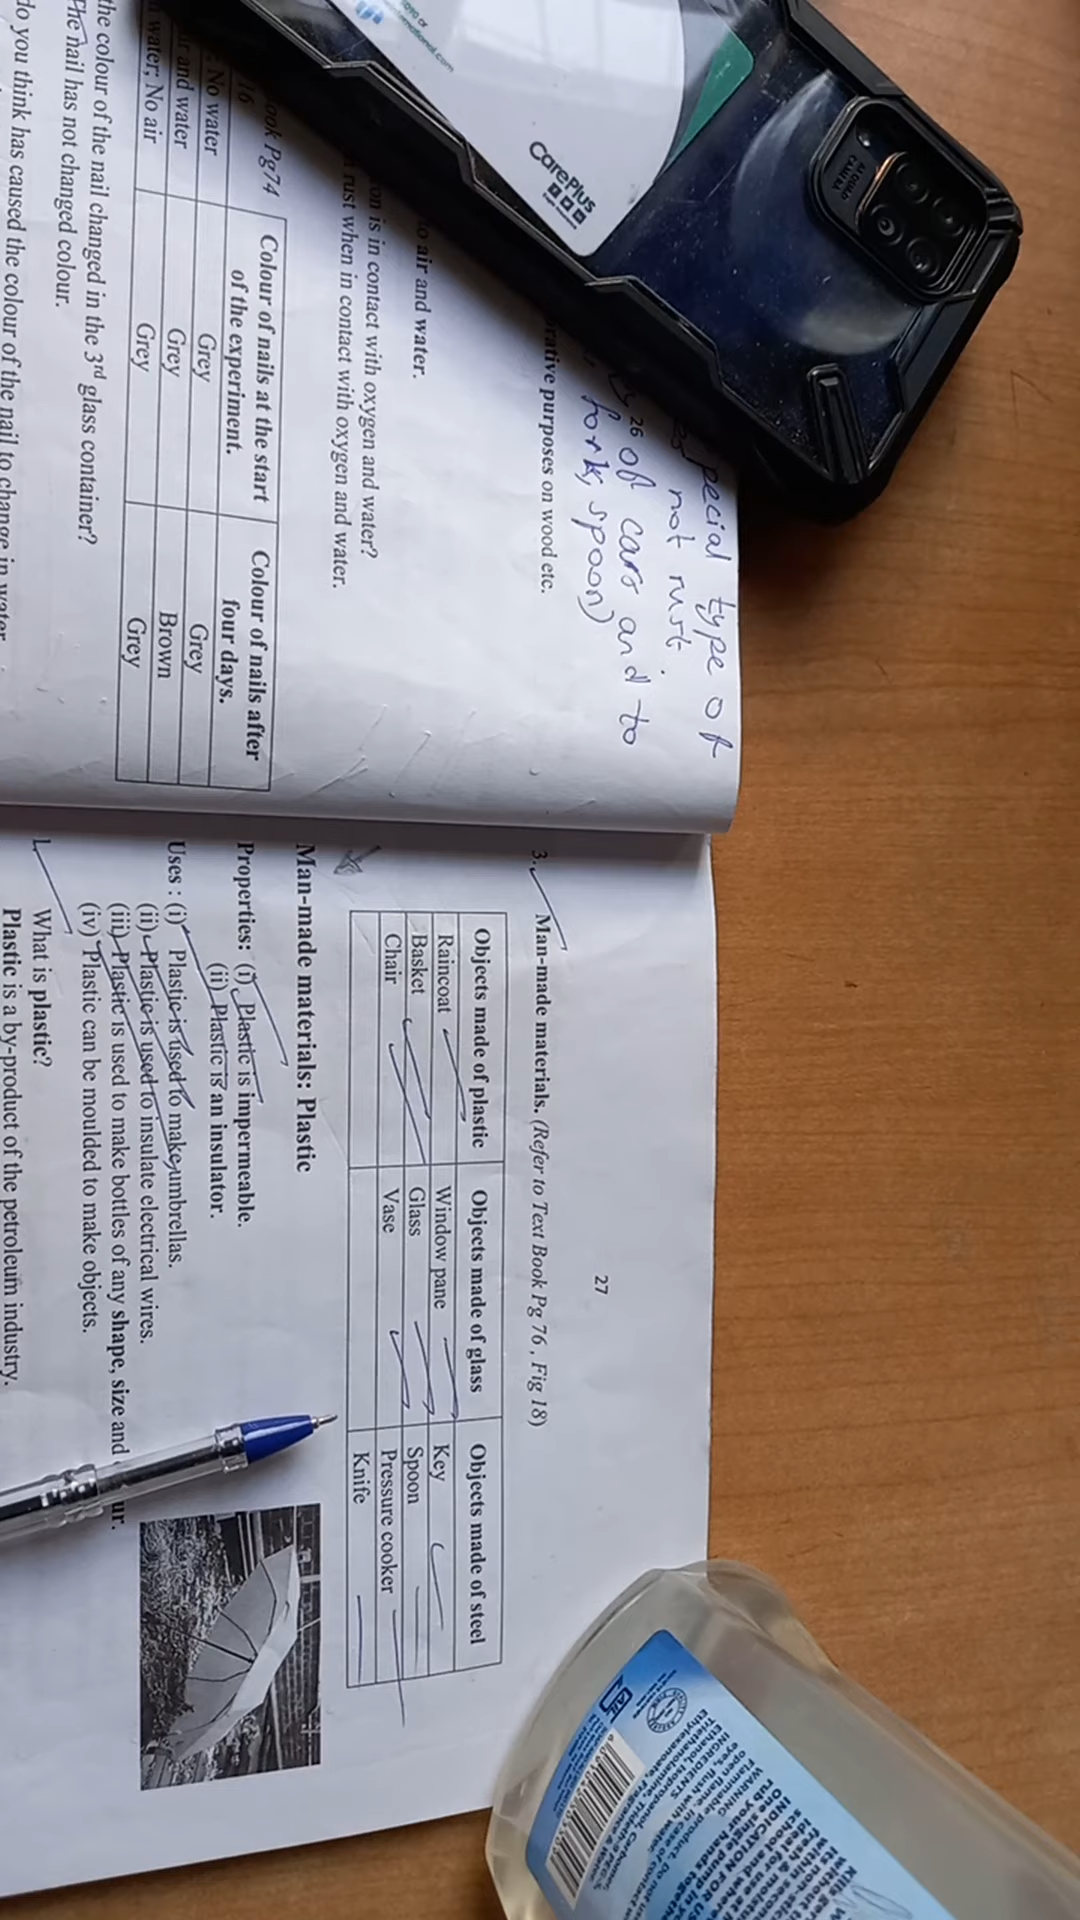 special type of
not rust.
of cars and to
fork, spoon)
26
rative purposes on wood etc.
to air and water.
on is in contact with oxygen and water?
rust when in contact with oxygen and water.
ook Pg74
16
Colour of nails at the start of the experiment.
Colour of nails after four days.
No water
Grey
Grey
ir and water
Grey
Brown
water; No air
Grey
Grey
the colour of the nail changed in the 3rd glass container?
The nail has not changed colour.
do you think has caused the colour of the nail to change in water
27
3. Man-made materials. (Refer to Text Book Pg 76 , Fig 18)
Objects made of plastic
Objects made of glass
Objects made of steel
Raincoat
Window pane
Key
Basket
Glass
Spoon
Chair
Vase
Pressure cooker
Knife
Man-made materials: Plastic
Properties: (i) Plastic is impermeable.
(ii) Plastic is an insulator.
Uses : (i) Plastic is used to make umbrellas.
(ii) Plastic is used to insulate electrical wires.
(iii) Plastic is used to make bottles of any shape, size and ur.
(iv) Plastic can be moulded to make objects.
1. What is plastic?
Plastic is a by-product of the petroleum industry.
CarePlus
AI QUAD
CAMERA
INGREDIENTS
WARNING